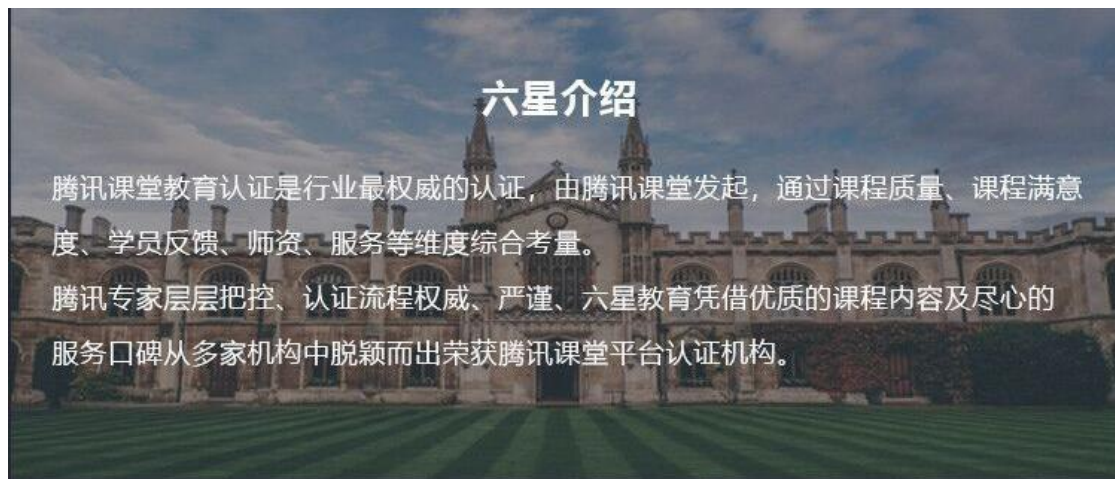 六星介绍
腾讯课堂教育认证是行业最权威的认证，由腾讯课堂发起，通过课程质量、课程满意
度、学员反馈、师资、服务等维度综合考量。
腾讯专家层层把控、认证流程权威、严谨、六星教育凭借优质的课程内容及尽心的
服务口碑从多家机构中脱颖而出荣获腾讯课堂平台认证机构。